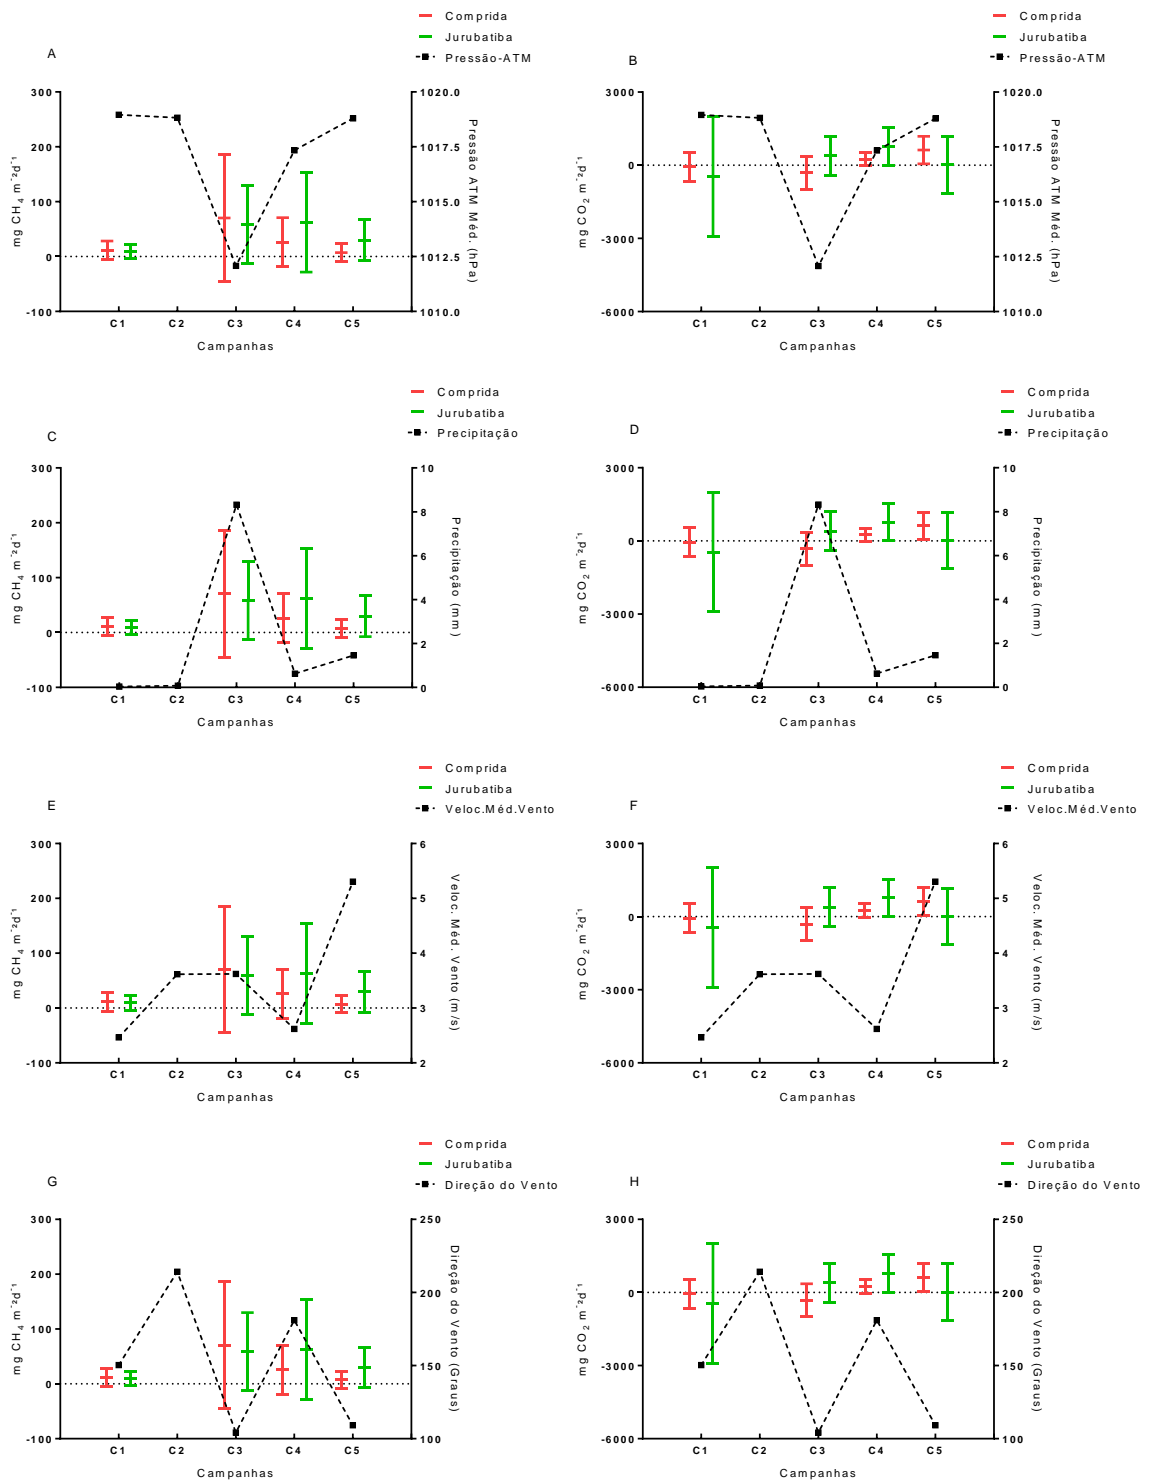 Comprida
Jurubatiba
Pressão-ATM
A
300
200
100
0
-100
mg CH₄ m⁻²d⁻¹
1020.0
1017.5
1015.0
1012.5
1010.0
Pressão ATM Méd. (hPa)
C1 C2 C3 C4 C5
Campanhas
Comprida
Jurubatiba
Pressão-ATM
B
3000
0
-3000
-6000
mg CO₂ m⁻²d⁻¹
1020.0
1017.5
1015.0
1012.5
1010.0
Pressão ATM Méd. (hPa)
C1 C2 C3 C4 C5
Campanhas
Comprida
Jurubatiba
Precipitação
C
300
200
100
0
-100
mg CH₄ m⁻²d⁻¹
10
8
6
4
2
0
Precipitação (mm)
C1 C2 C3 C4 C5
Campanhas
Comprida
Jurubatiba
Precipitação
D
3000
0
-3000
-6000
mg CO₂ m⁻²d⁻¹
10
8
6
4
2
0
Precipitação (mm)
C1 C2 C3 C4 C5
Campanhas
Comprida
Jurubatiba
Veloc.Méd.Vento
E
300
200
100
0
-100
mg CH₄ m⁻²d⁻¹
6
5
4
3
2
Veloc. Méd. Vento (m/s)
C1 C2 C3 C4 C5
Campanhas
Comprida
Jurubatiba
Veloc.Méd.Vento
F
3000
0
-3000
-6000
mg CO₂ m⁻²d⁻¹
6
5
4
3
2
Veloc. Méd. Vento (m/s)
C1 C2 C3 C4 C5
Campanhas
Comprida
Jurubatiba
Direção do Vento
G
300
200
100
0
-100
mg CH₄ m⁻²d⁻¹
250
200
150
100
Direção do Vento (Graus)
C1 C2 C3 C4 C5
Campanhas
Comprida
Jurubatiba
Direção do Vento
H
3000
0
-3000
-6000
mg CO₂ m⁻²d⁻¹
250
200
150
100
Direção do Vento (Graus)
C1 C2 C3 C4 C5
Campanhas